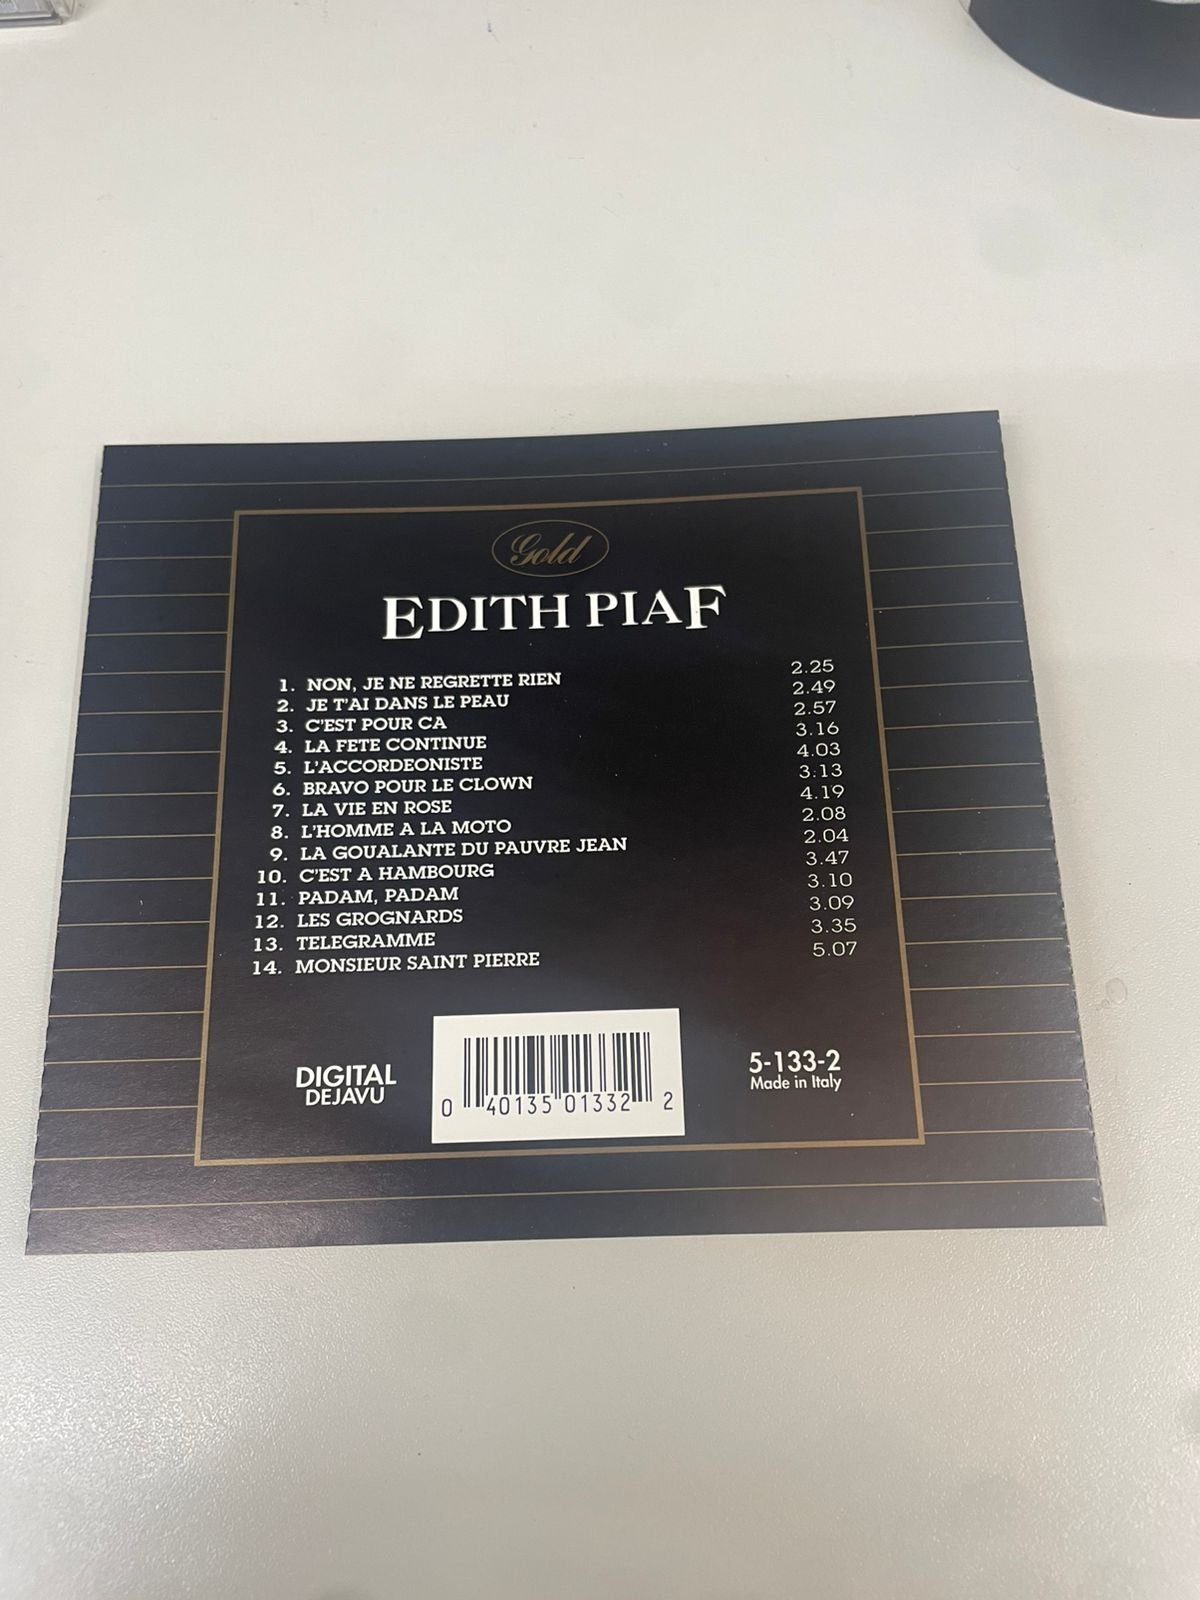 Gold
EDITH PIAF
1. NON, JE NE REGRETTE RIEN 2.25
2. JE T'AI DANS LE PEAU 2.49
3. C'EST POUR CA 2.57
4. LA FETE CONTINUE 3.16
5. L'ACCORDEONISTE 4.03
6. BRAVO POUR LE CLOWN 3.13
7. LA VIE EN ROSE 4.19
8. L'HOMME A LA MOTO 2.08
9. LA GOUALANTE DU PAUVRE JEAN 2.04
10. C'EST A HAMBOURG 3.47
11. PADAM, PADAM 3.10
12. LES GROGNARDS 3.09
13. TELEGRAMME 3.35
14. MONSIEUR SAINT PIERRE 5.07
DIGITAL
DEJAVU
0 40135 01332 2
5-133-2
Made in Italy